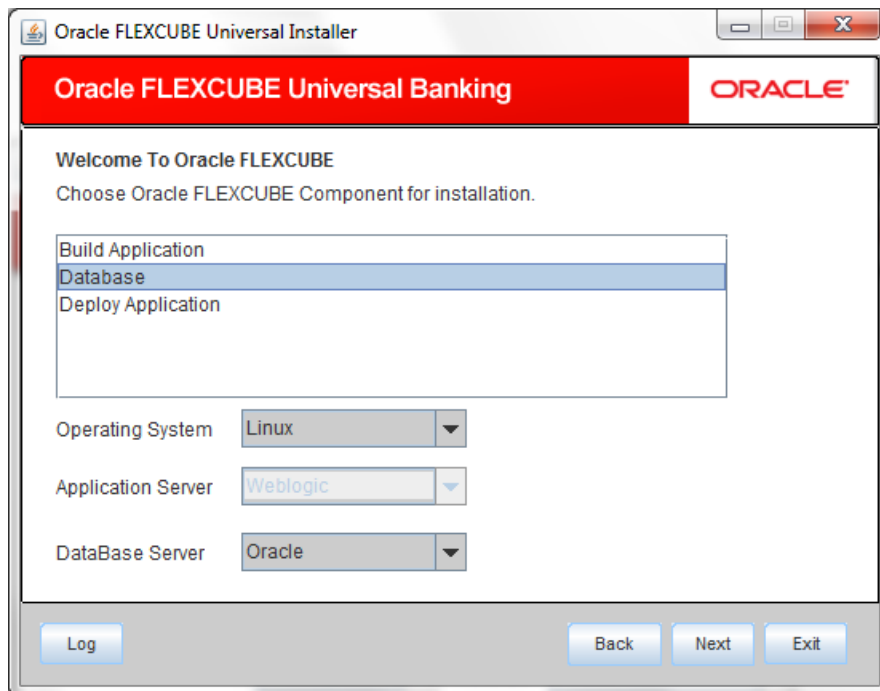 Oracle FLEXCUBE Universal Installer
Oracle FLEXCUBE Universal Banking
ORACLE
Welcome To Oracle FLEXCUBE
Choose Oracle FLEXCUBE Component for installation.
Build Application
Database
Deploy Application
Operating System Linux
Application Server Weblogic
DataBase Server Oracle
Log Back Next Exit